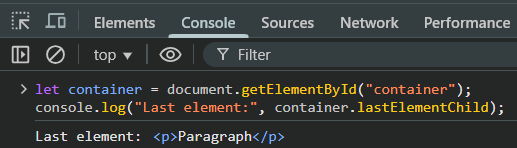 Elements Console Sources Network Performance
top Filter
let container = document.getElementById("container");
console.log("Last element:", container.lastElementChild);
Last element: <p>Paragraph</p>